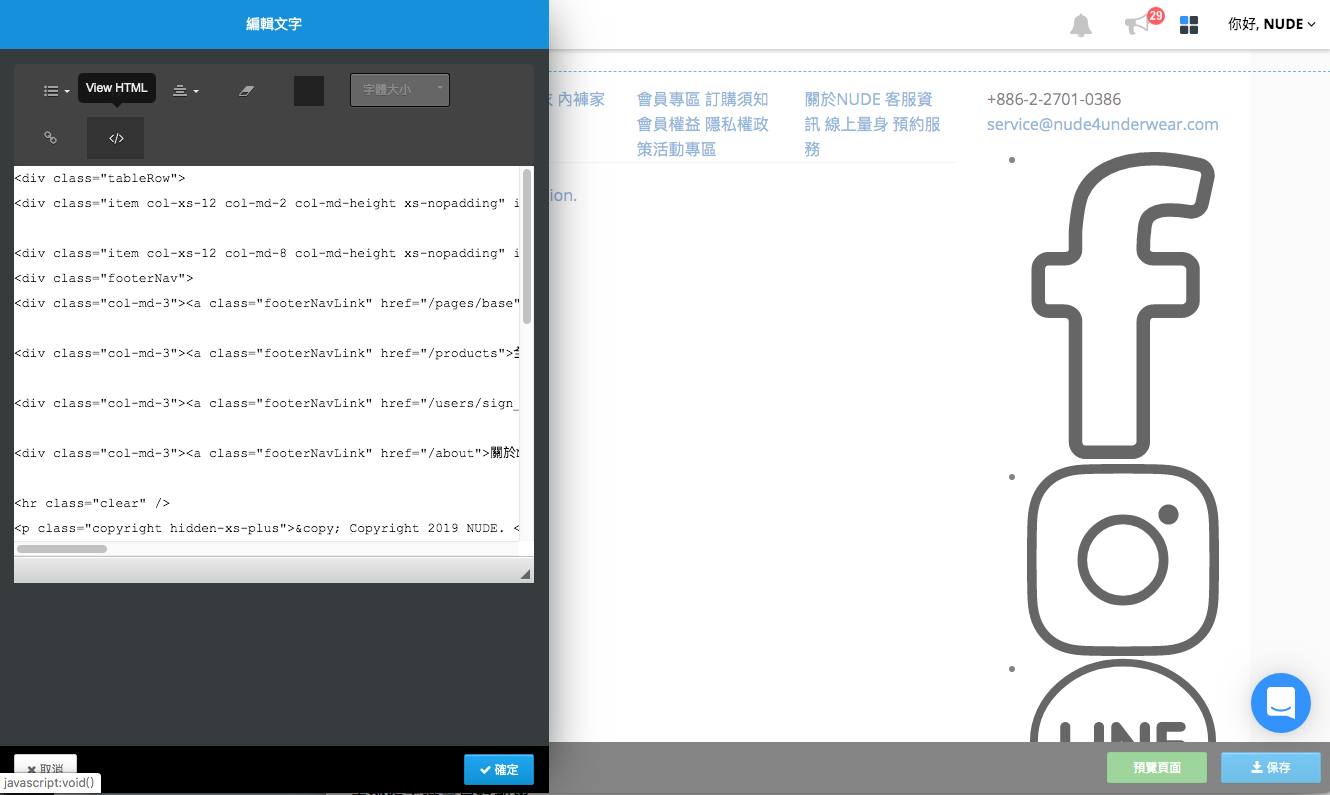 編輯文字
29
你好, NUDE
View HTML
字體大小
<div class="tableRow">
<div class="item col-xs-12 col-md-2 col-md-height xs-nopadding" i
<div class="item col-xs-12 col-md-8 col-md-height xs-nopadding" i
<div class="footerNav">
<div class="col-md-3"><a class="footerNavLink" href="/pages/base"
<div class="col-md-3"><a class="footerNavLink" href="/products">
<div class="col-md-3"><a class="footerNavLink" href="/users/sign_
<div class="col-md-3"><a class="footerNavLink" href="/about">關於
<hr class="clear" />
<p class="copyright hidden-xs-plus">&copy; Copyright 2019 NUDE. <
內褲家
會員專區 訂購須知
會員權益 隱私權政
策活動專區
關於NUDE 客服資
訊 線上量身 預約服
務
+886-2-2701-0386
service@nude4underwear.com
ion.
LINE
取消
確定
javascript:void()
預覽頁面
保存